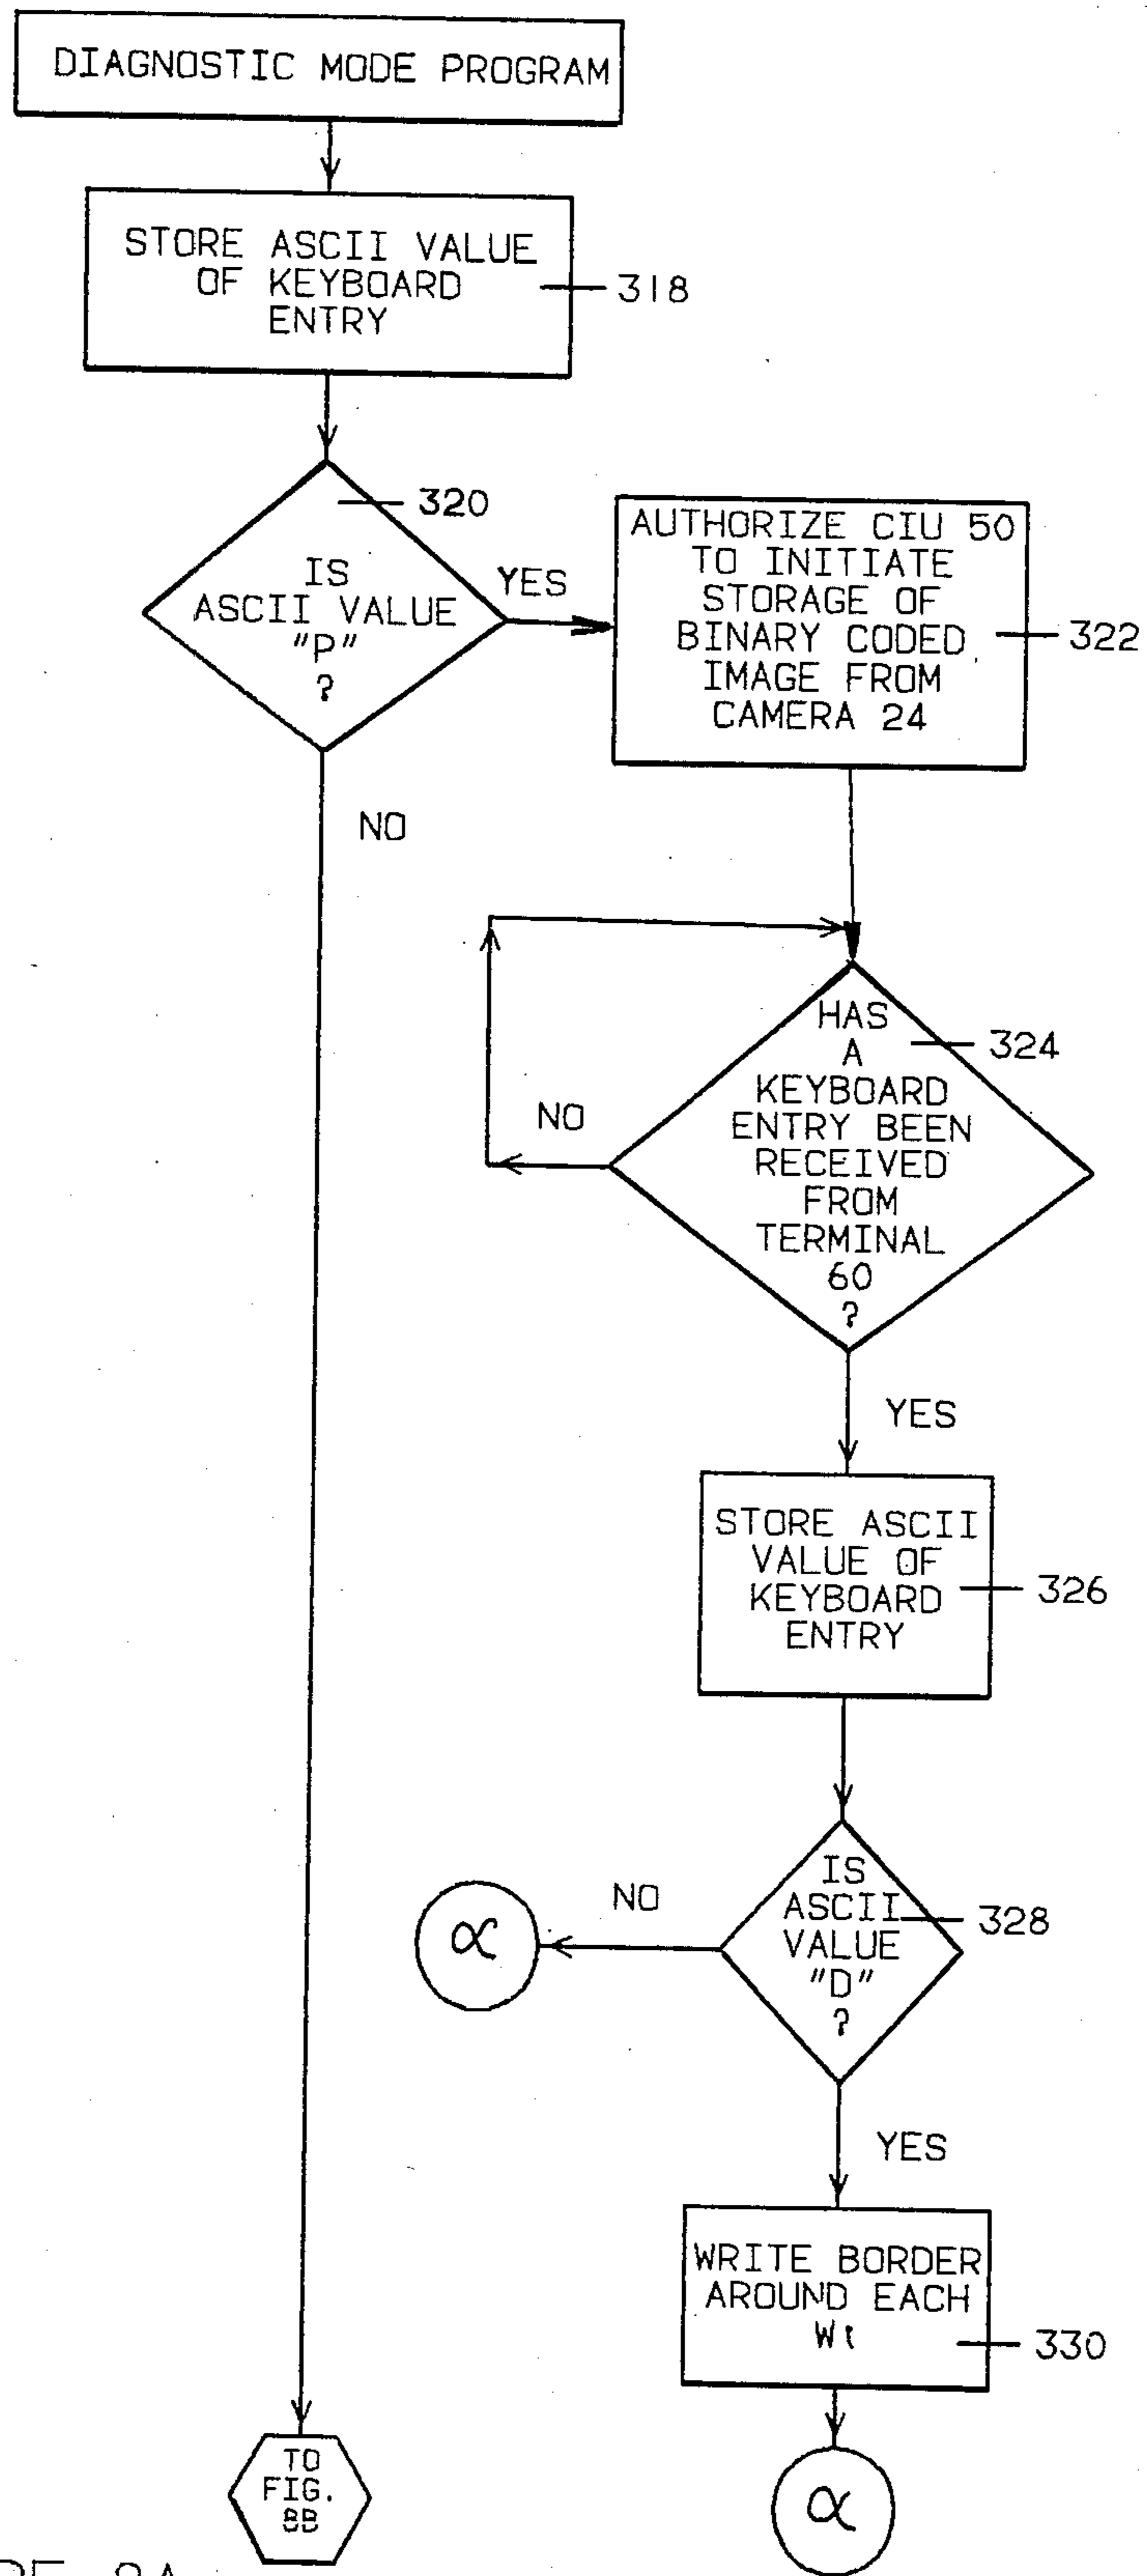 DIAGNOSTIC MODE PROGRAM
STORE ASCII VALUE
OF KEYBOARD
ENTRY
318
320
IS
ASCII VALUE
"P"
?
YES
NO
AUTHORIZE CIU 50
TO INITIATE
STORAGE OF
BINARY CODED
IMAGE FROM
CAMERA 24
322
HAS
A
KEYBOARD
ENTRY BEEN
RECEIVED
FROM
TERMINAL
60
?
324
NO
YES
STORE ASCII
VALUE OF
KEYBOARD
ENTRY
326
IS
ASCII
VALUE
"D"
?
328
NO
∝
YES
WRITE BORDER
AROUND EACH
Wi
330
∝
TO
FIG.
8B